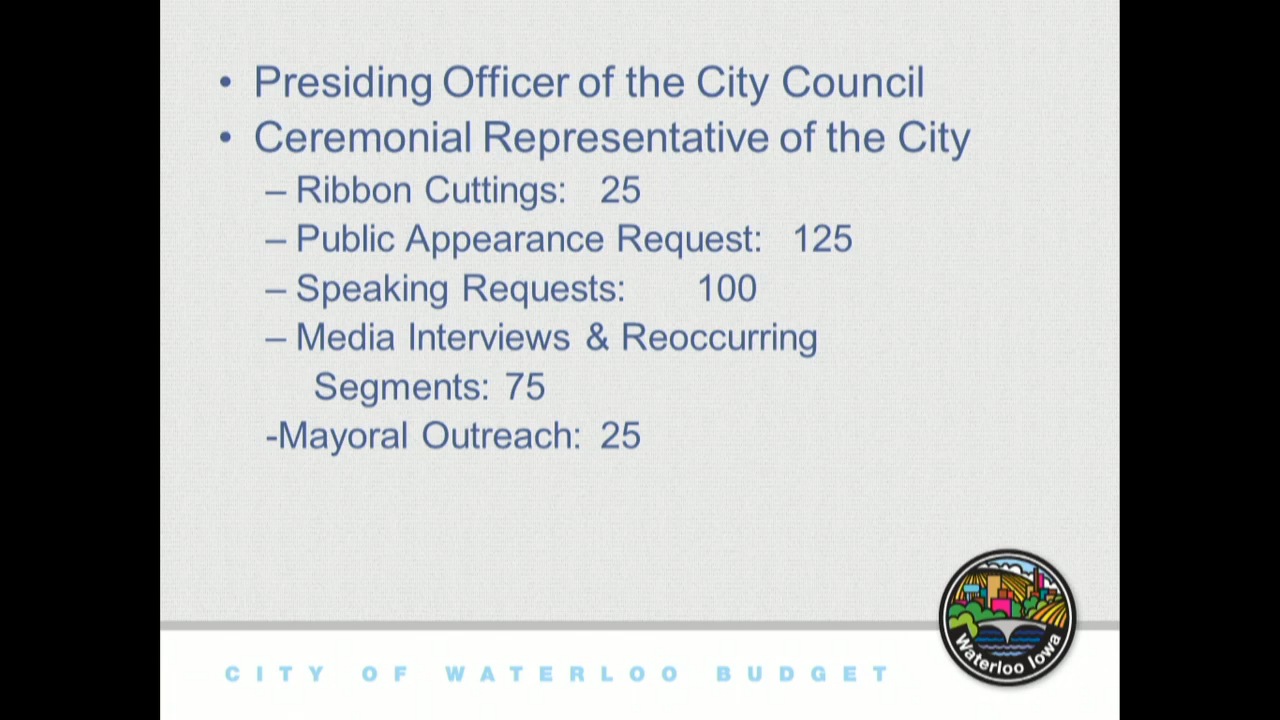 • Presiding Officer of the City Council
• Ceremonial Representative of the City
– Ribbon Cuttings: 25
– Public Appearance Request: 125
– Speaking Requests: 100
– Media Interviews & Reoccurring
Segments: 75
-Mayoral Outreach: 25
Waterloo Iowa
CITY OF WATERLOO BUDGET